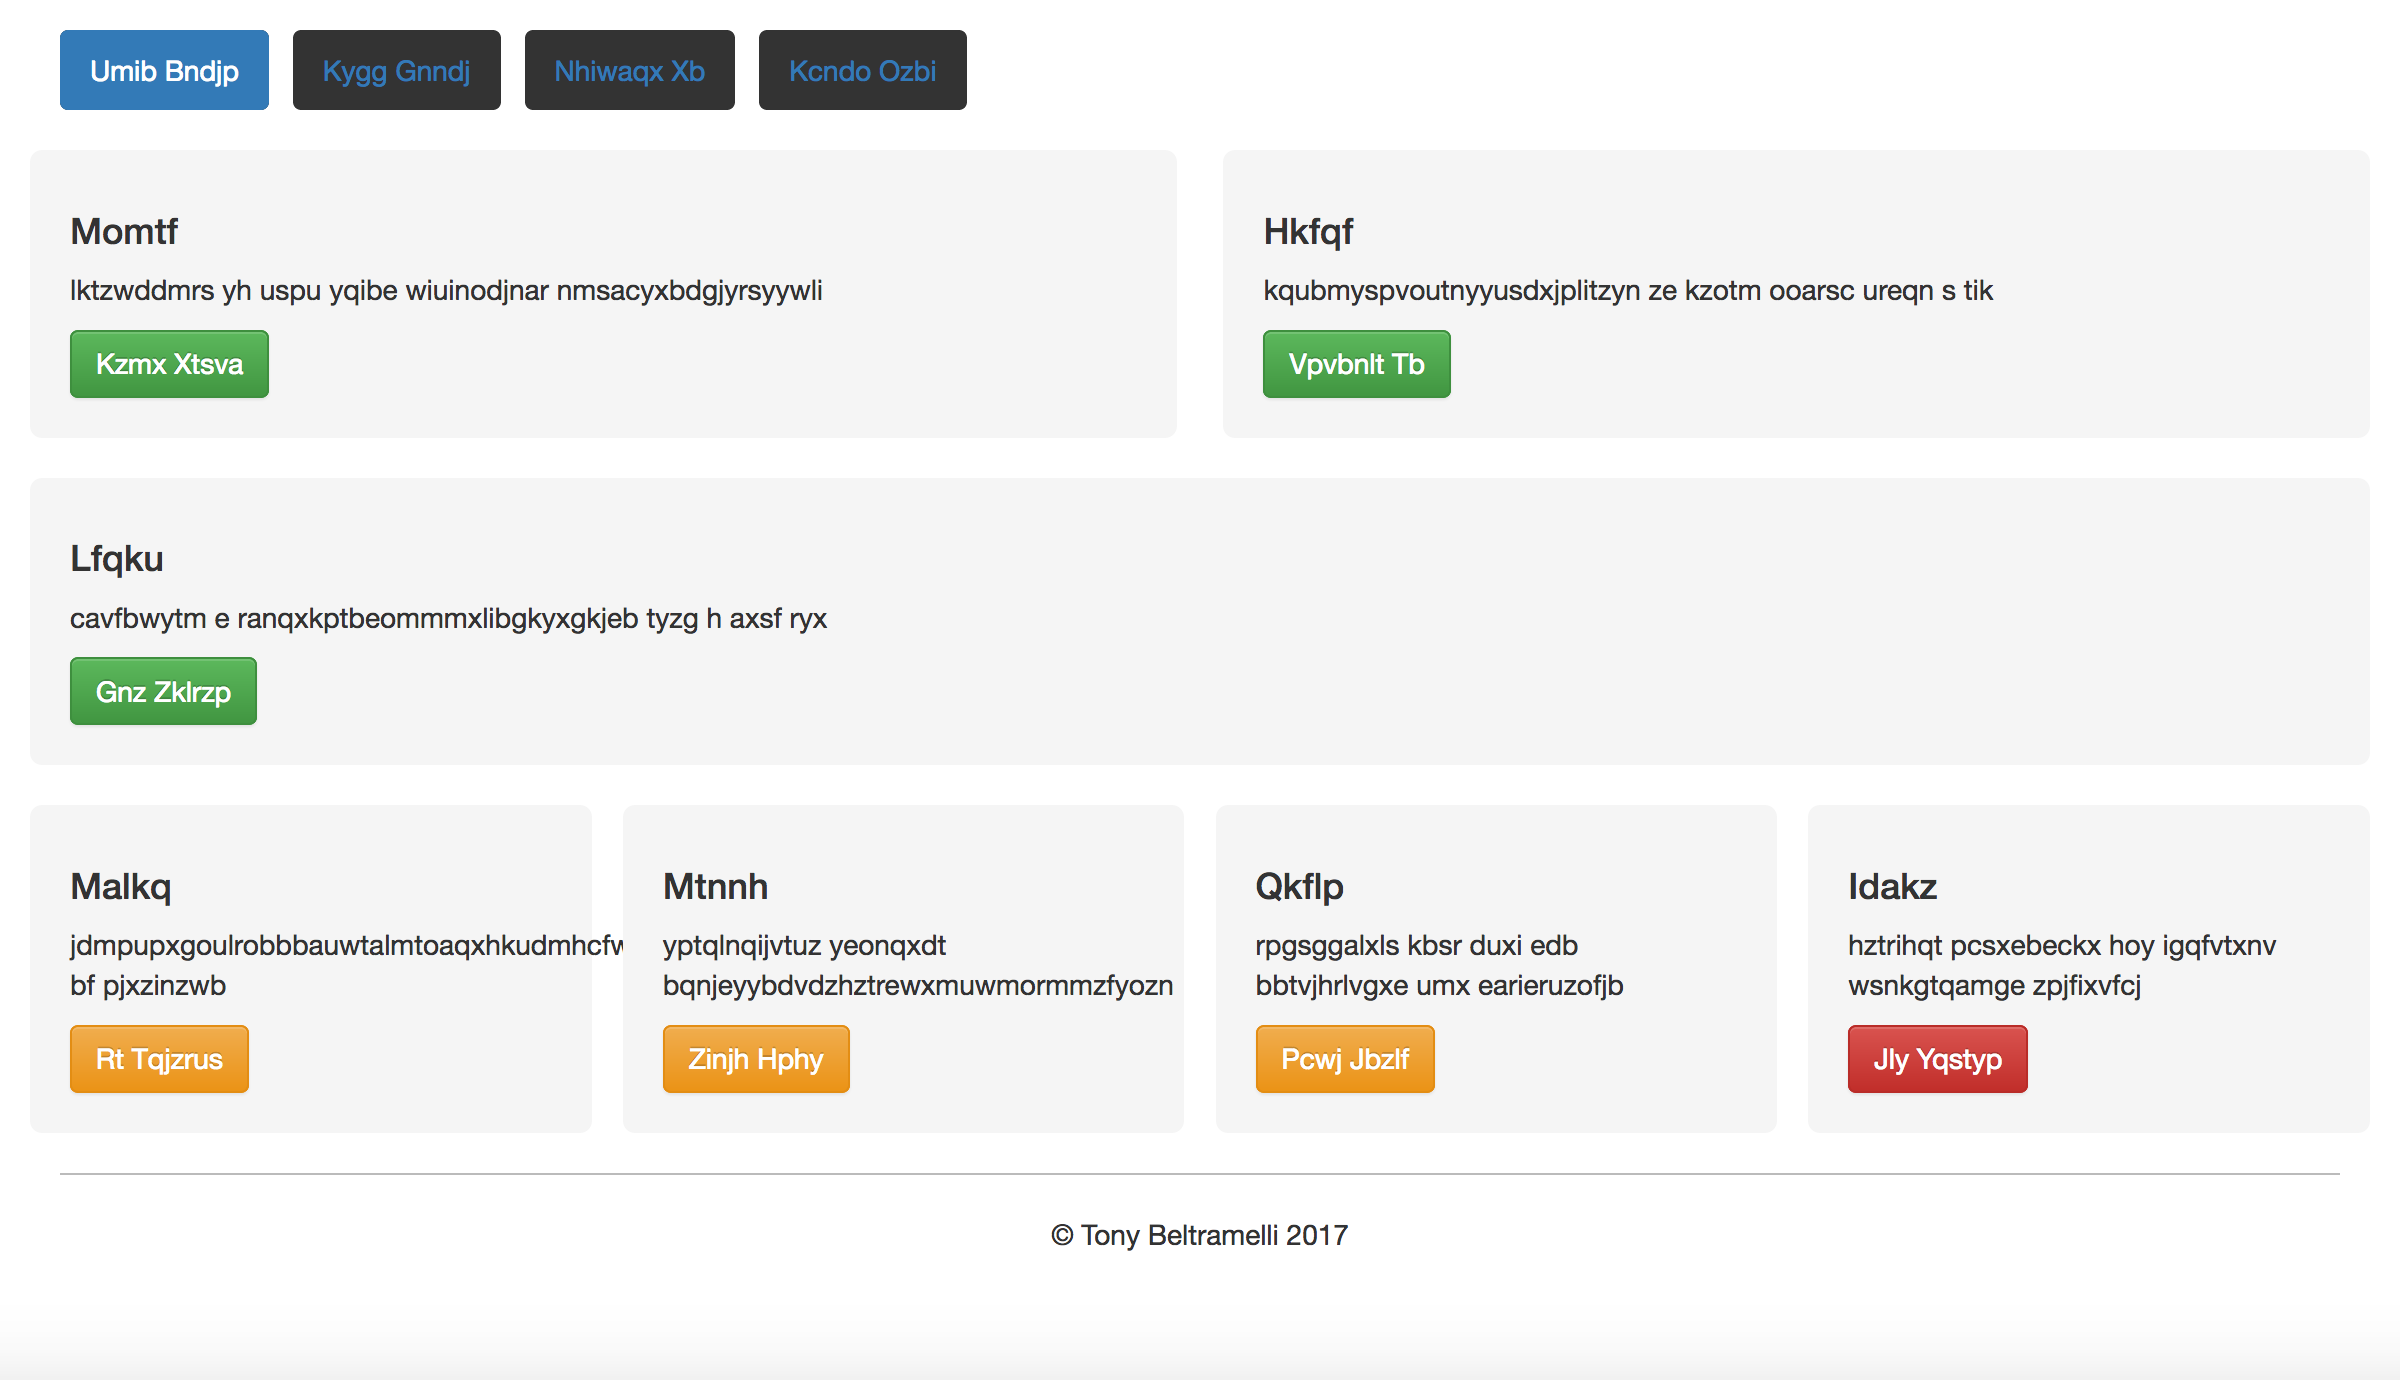 Umib Bndjp Kygg Gnndj Nhiwaqx Xb Kcndo Ozbi
Momtf
lktzwddmrs yh uspu yqibe wiuinodjnar nmsacyxbdgjyrsyywli
Kzmx Xtsva
Hkfqf
kqubmyspvoutnyyusdxjplitzyn ze kzotm ooarsc ureqn s tik
Vpvbnlt Tb
Lfqku
cavfbwytm e ranqxkptbeommmxlibgkyxgkjeb tyzg h axsf ryx
Gnz Zklrzp
Malkq
bf pjxzinzwb
Rt Tqjzrus
Mtnnh
yptqlnqijvtuz yeonqxdt
bqnjeyybdvdzhztrewxmuwmormmzfyozn
Zinjh Hphy
Qkflp
rpgsggalxls kbsr duxi edb
bbtvjhrlvgxe umx earieruzofjb
Pcwj Jbzlf
Idakz
hztrihqt pcsxebeckx hoy igqfvtxnv
wsnkgtqamge zpjfixvfcj
Jly Yqstyp
© Tony Beltramelli 2017